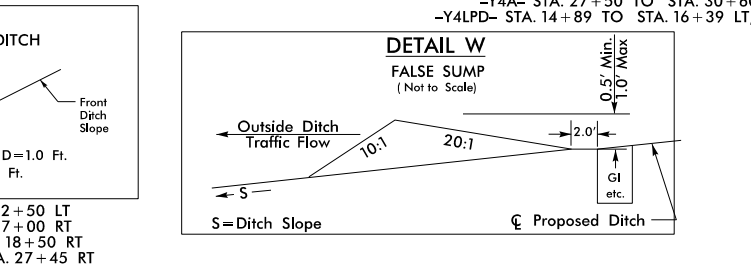 -Y4A- STA. 27+50 TO STA. 30+80
-Y4LPD- STA. 14+89 TO STA. 16+39 LT
DITCH
Front
Ditch
Slope
D=1.0 Ft.
Ft.
2+50 LT
7+00 RT
18+50 RT
A. 27+45 RT
DETAIL W
FALSE SUMP
(Not to Scale)
0.5' Min.
1.0' Max
Outside Ditch
Traffic Flow
10:1
20:1
2.0'
GI
etc.
S
S=Ditch Slope
℄ Proposed Ditch